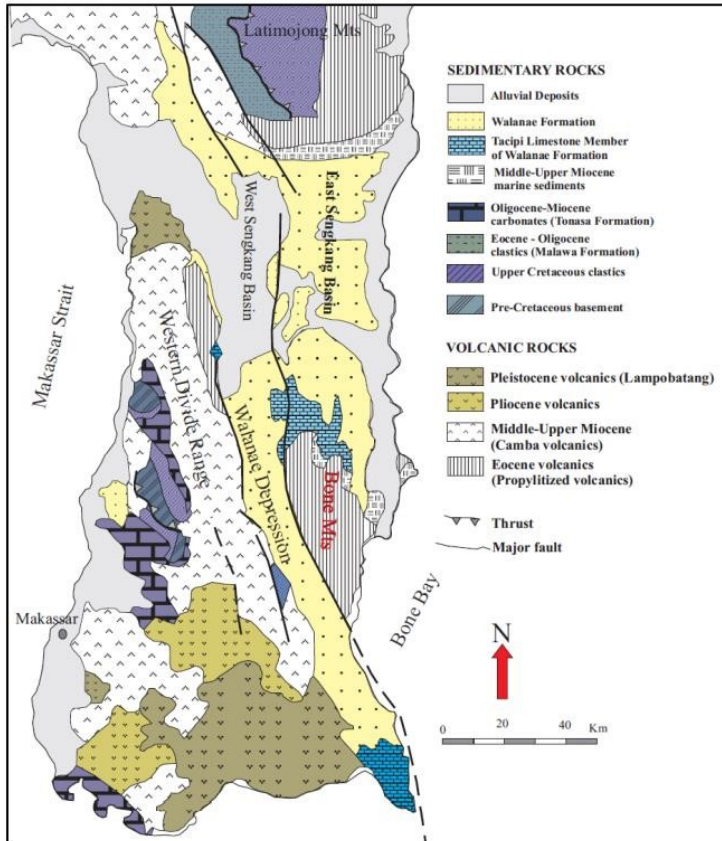 Latimojong Mts
West Sengkang Basin
East Sengkang Basin
Makassar Strait
Western Divide Range
Walanae Depression
Bone Mts
Bone Bay
Makassar
SEDIMENTARY ROCKS
Alluvial Deposits
Walanae Formation
Tacipi Limestone Member
of Walanae Formation
Middle-Upper Miocene
marine sediments
Oligocene-Miocene
carbonates (Tonasa Formation)
Eocene - Oligocene
clastics (Malawa Formation)
Upper Cretaceous clastics
Pre-Cretaceous basement
VOLCANIC ROCKS
Pleistocene volcanics (Lampobatang)
Pliocene volcanics
Middle-Upper Miocene
(Camba volcanics)
Eocene volcanics
(Propylitized volcanics)
Thrust
Major fault
N
0 20 40 Km